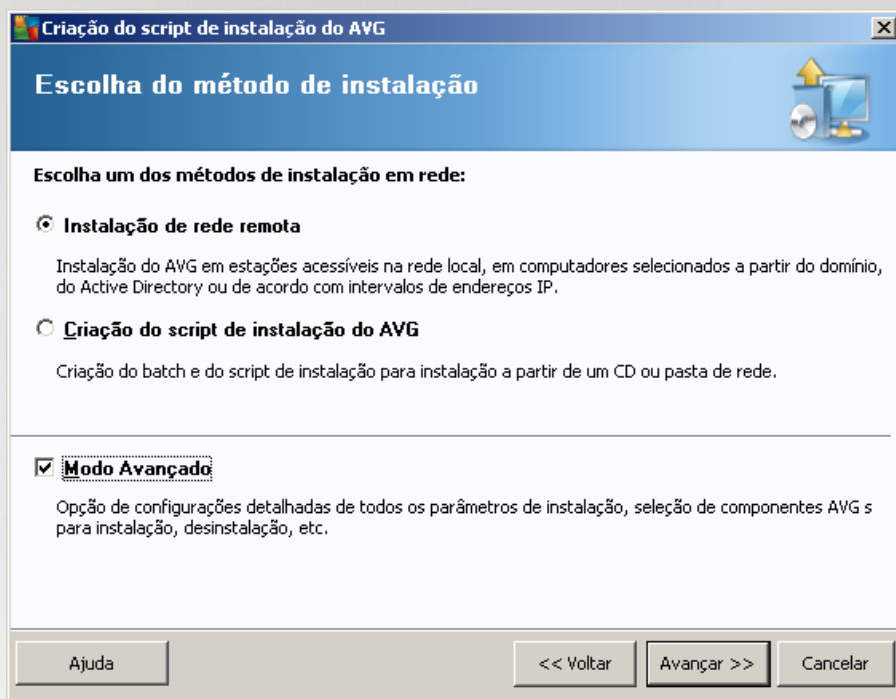 Criação do script de instalação do AVG
Escolha do método de instalação
Escolha um dos métodos de instalação em rede:
Instalação de rede remota
Instalação do AVG em estações acessíveis na rede local, em computadores selecionados a partir do domínio,
do Active Directory ou de acordo com intervalos de endereços IP.
Criação do script de instalação do AVG
Criação do batch e do script de instalação para instalação a partir de um CD ou pasta de rede.
Modo Avançado
Opção de configurações detalhadas de todos os parâmetros de instalação, seleção de componentes AVG s
para instalação, desinstalação, etc.
Ajuda
<< Voltar
Avançar >>
Cancelar